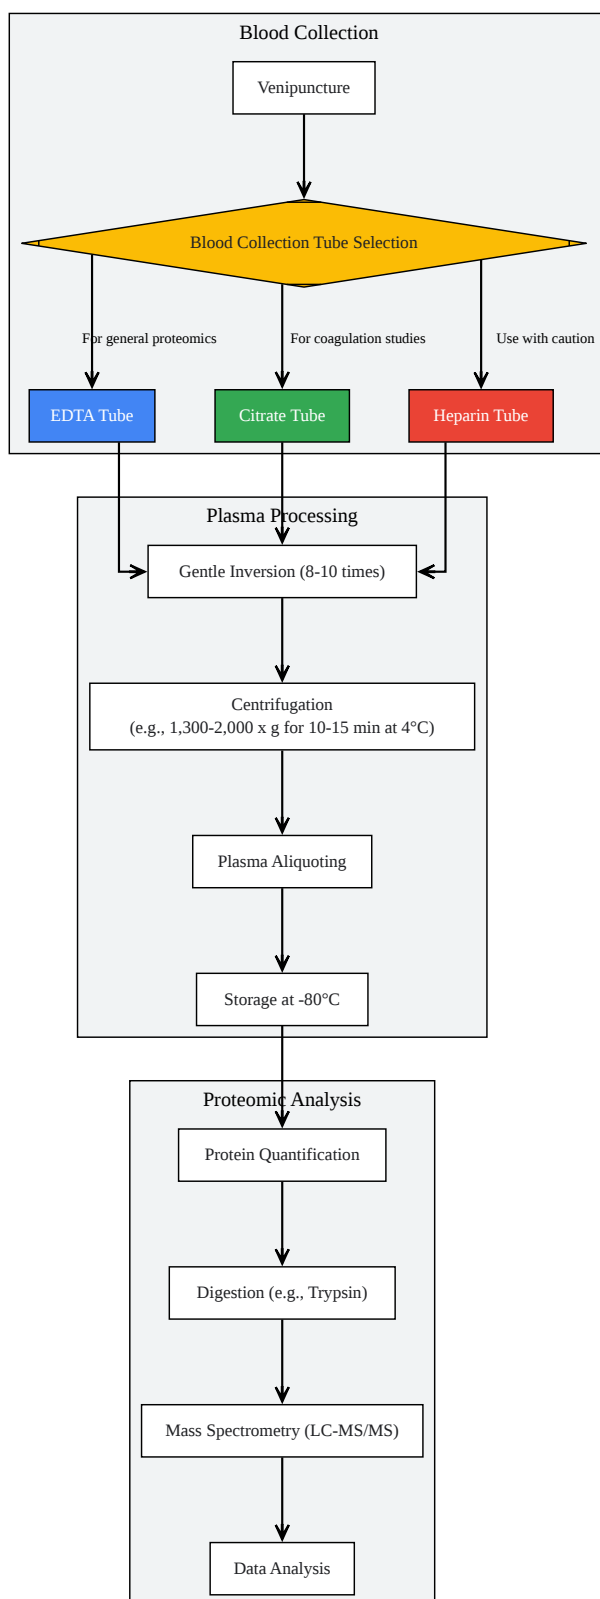 Blood Collection
Venipuncture
Blood Collection Tube Selection
For general proteomics
For coagulation studies
Use with caution
EDTA Tube
Citrate Tube
Heparin Tube
Plasma Processing
Gentle Inversion (8-10 times)
Centrifugation
(e.g., 1,300-2,000 x g for 10-15 min at 4°C)
Plasma Aliquoting
Storage at -80°C
Proteomic Analysis
Protein Quantification
Digestion (e.g., Trypsin)
Mass Spectrometry (LC-MS/MS)
Data Analysis